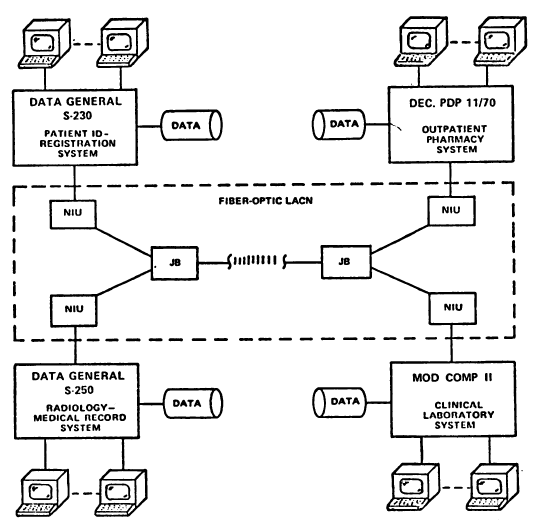 DATA GENERAL
S-230
PATIENT ID-
REGISTRATION
SYSTEM
DATA
DEC. PDP 11/70
OUTPATIENT
PHARMACY
SYSTEM
DATA
FIBER-OPTIC LACN
NIU
NIU
JB
JB
NIU
NIU
DATA GENERAL
S-250
RADIOLOGY-
MEDICAL RECORD
SYSTEM
DATA
MOD COMP II
CLINICAL
LABORATORY
SYSTEM
DATA